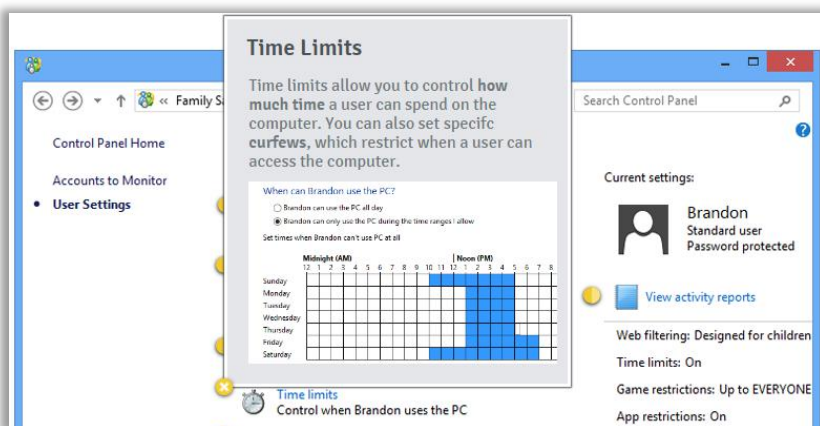 Time Limits
Time limits allow you to control how
much time a user can spend on the
computer. You can also set specifc
curfews, which restrict when a user can
access the computer.
When can Brandon use the PC?
Brandon can use the PC all day
Brandon can only use the PC during the time ranges I allow
Set times when Brandon can't use PC at all
Midnight (AM) Noon (PM)
12 1 2 3 4 5 6 7 8 9 10 11 12 1 2 3 4 5 6 7 8
Sunday
Monday
Tuesday
Wednesday
Thursday
Friday
Saturday
« Family S
Search Control Panel
Control Panel Home
Accounts to Monitor
• User Settings
Time limits
Control when Brandon uses the PC
Current settings:
Brandon
Standard user
Password protected
View activity reports
Web filtering: Designed for children
Time limits: On
Game restrictions: Up to EVERYONE
App restrictions: On